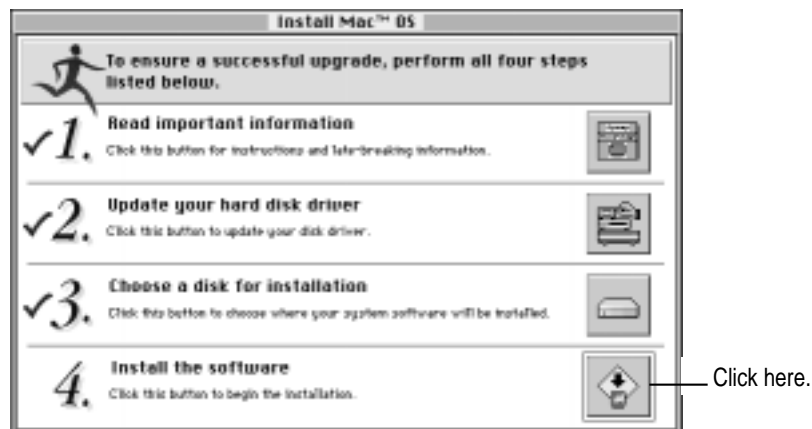 Install Mac™ OS
To ensure a successful upgrade, perform all four steps
listed below.
1. Read important information
Click this button for instructions and late-breaking information.
2. Update your hard disk driver
Click this button to update your disk driver.
3. Choose a disk for installation
Click this button to choose where your system software will be installed.
4. Install the software
Click this button to begin the installation.
Click here.